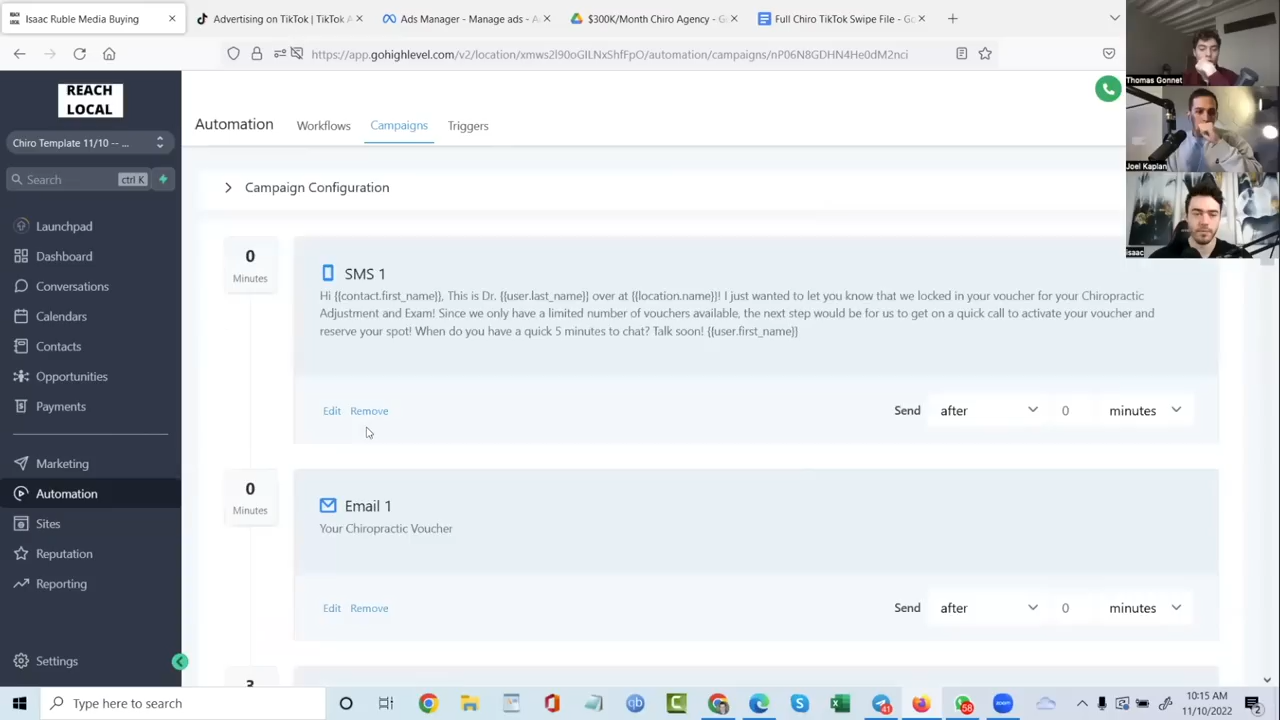 Isaac Ruble Media Buying
Advertising on TikTok | TikTok A
Ads Manager - Manage ads - A
$300K/Month Chiro Agency - G
Full Chiro TikTok Swipe File - Go
https://app.gohighlevel.com/v2/location/xmws2l90oGlLNxShfFpO/automation/campaigns/nP06N8GDHN4He0dM2nci
REACH
LOCAL
Chiro Template 11/10 -- ...
Search
ctrl K
Launchpad
Dashboard
Conversations
Calendars
Contacts
Opportunities
Payments
Marketing
Automation
Sites
Reputation
Reporting
Settings
Automation
Workflows
Campaigns
Triggers
Campaign Configuration
0
Minutes
SMS 1
Hi {{contact.first_name}}, This is Dr. {{user.last_name}} over at {{location.name}}! I just wanted to let you know that we locked in your voucher for your Chiropractic
Adjustment and Exam! Since we only have a limited number of vouchers available, the next step would be for us to get on a quick call to activate your voucher and
reserve your spot! When do you have a quick 5 minutes to chat? Talk soon! {{user.first_name}}
Edit Remove
Send after 0 minutes
0
Minutes
Email 1
Your Chiropractic Voucher
Edit Remove
Send after 0 minutes
3
Thomas Gonnet
Joel Kaplan
Isaac
Type here to search
41
58
zoom
10:15 AM
11/10/2022
2